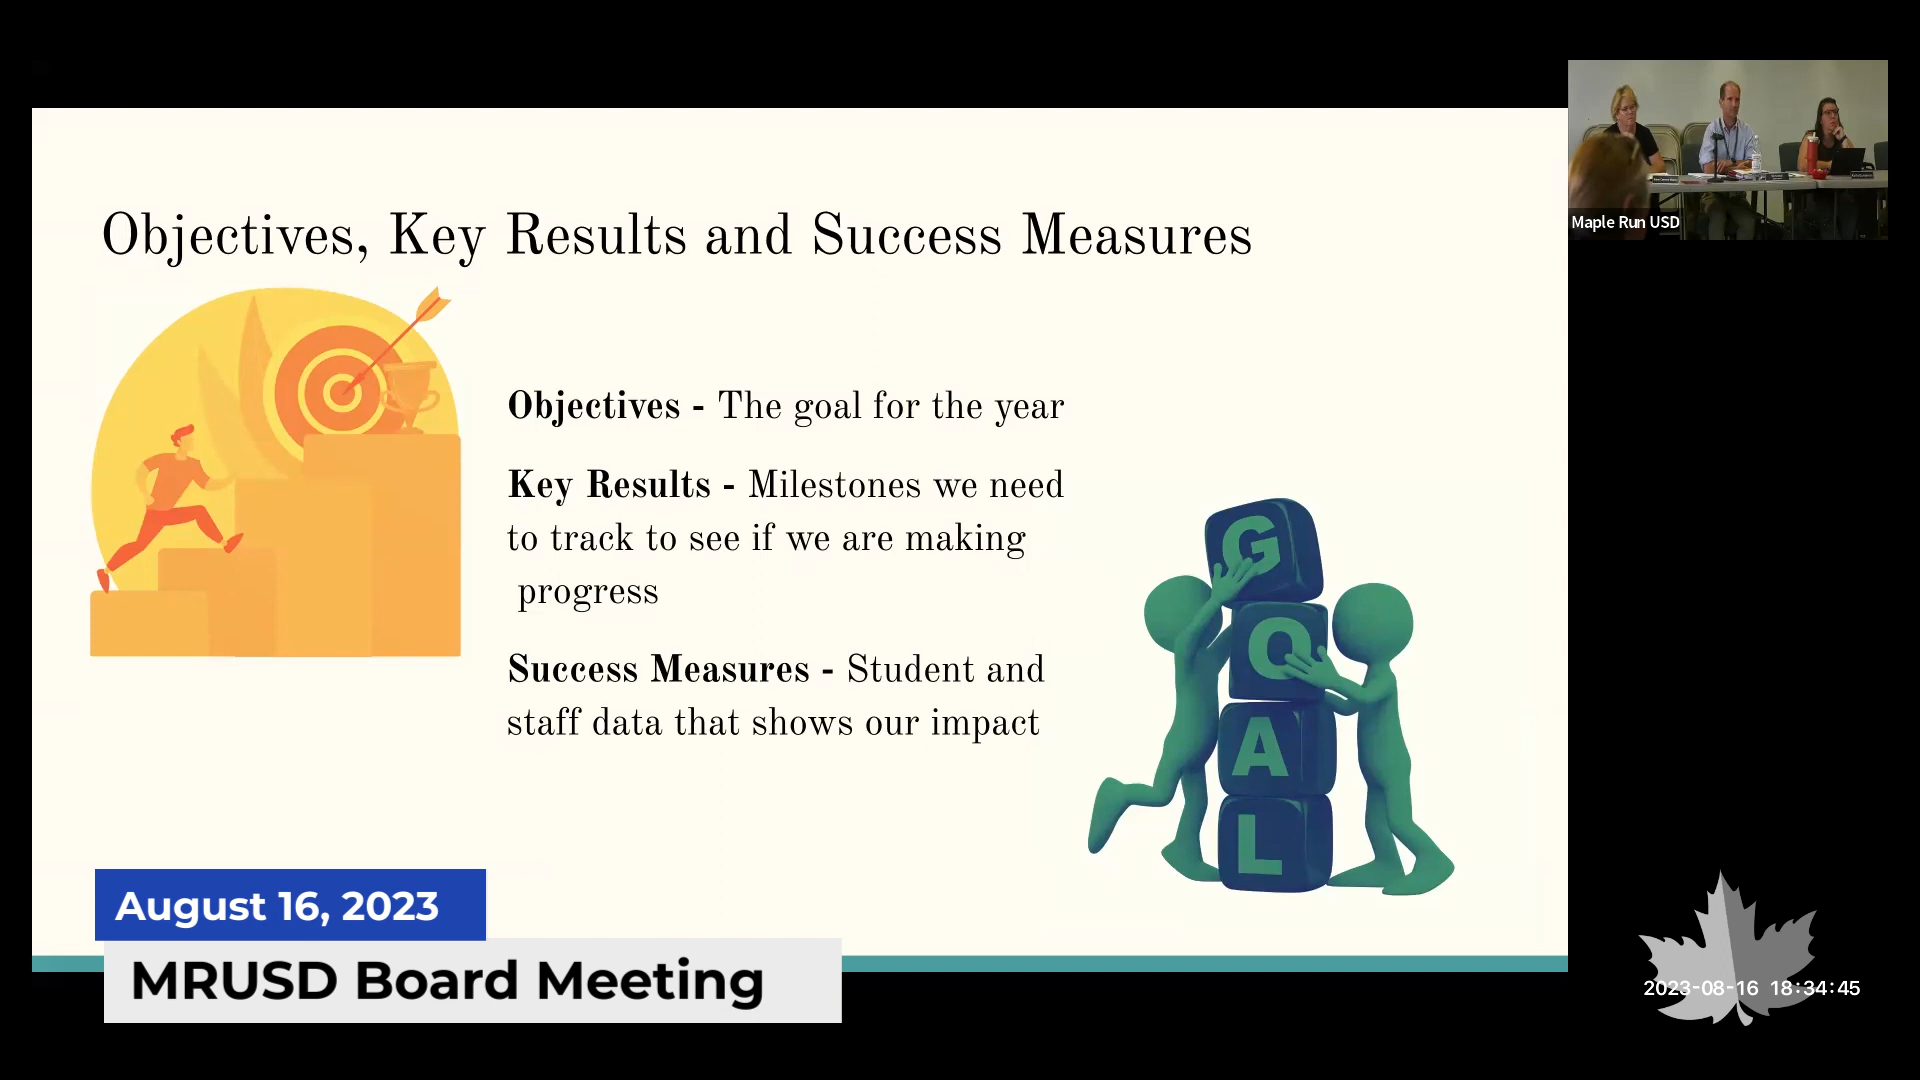 Objectives, Key Results and Success Measures
Objectives - The goal for the year
Key Results - Milestones we need
to track to see if we are making
progress
Success Measures - Student and
staff data that shows our impact
G
O
A
L
Maple Run USD
August 16, 2023
MRUSD Board Meeting
2023-08-16 18:34:45